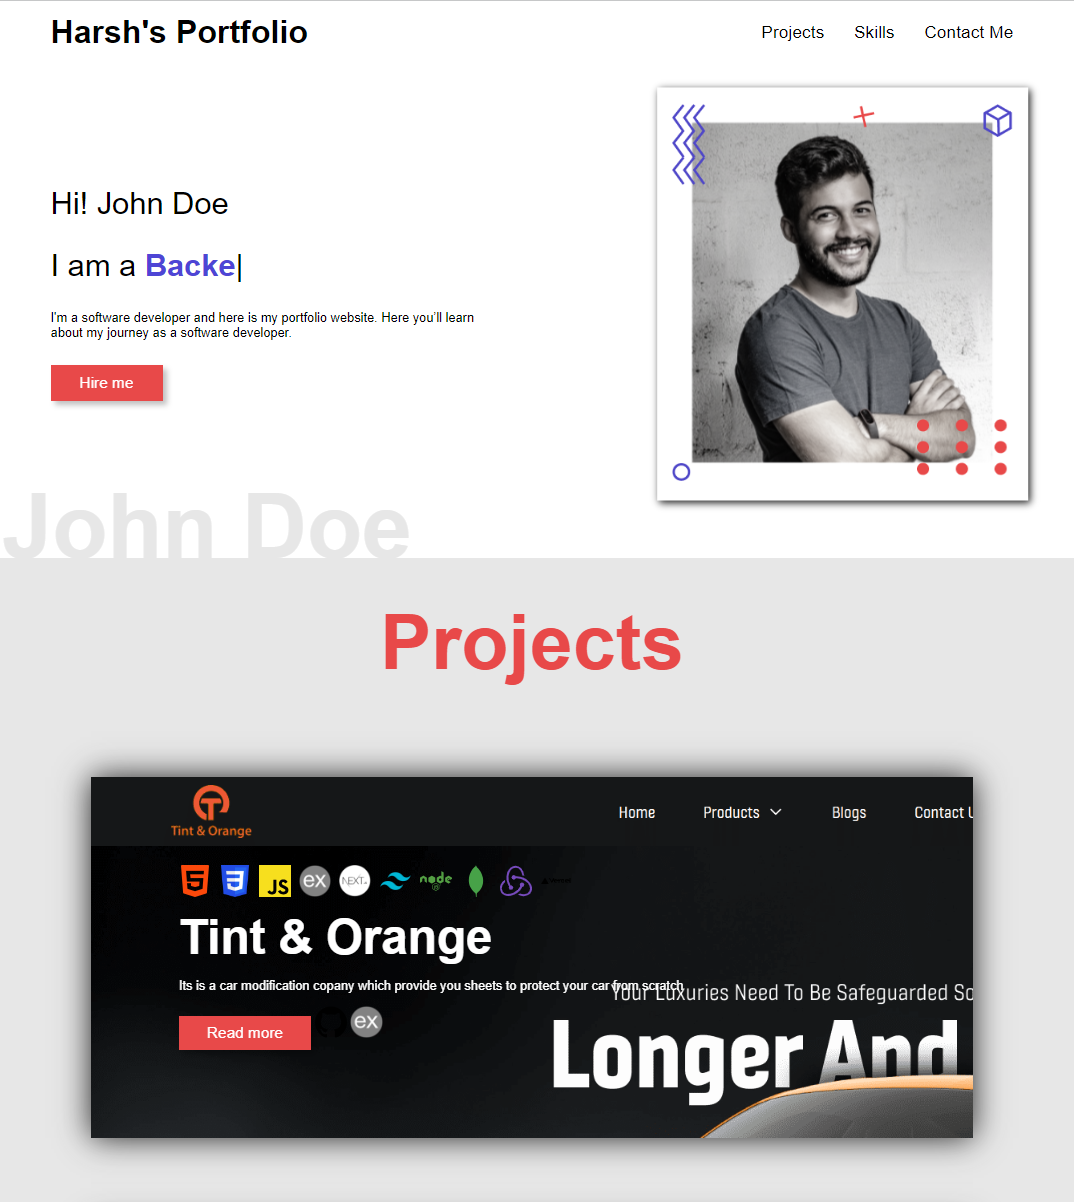 Harsh's Portfolio
Projects Skills Contact Me
Hi! John Doe
I am a Backe|
I'm a software developer and here is my portfolio website. Here you'll learn
about my journey as a software developer.
Hire me
John Doe
Projects
Tint & Orange
Home Products Blogs Contact U
JS ex NEXT node
Tint & Orange
Its is a car modification copany which provide you sheets to protect your car from scratch
Your Luxuries Need To Be Safeguarded So
Read more ex
Longer And